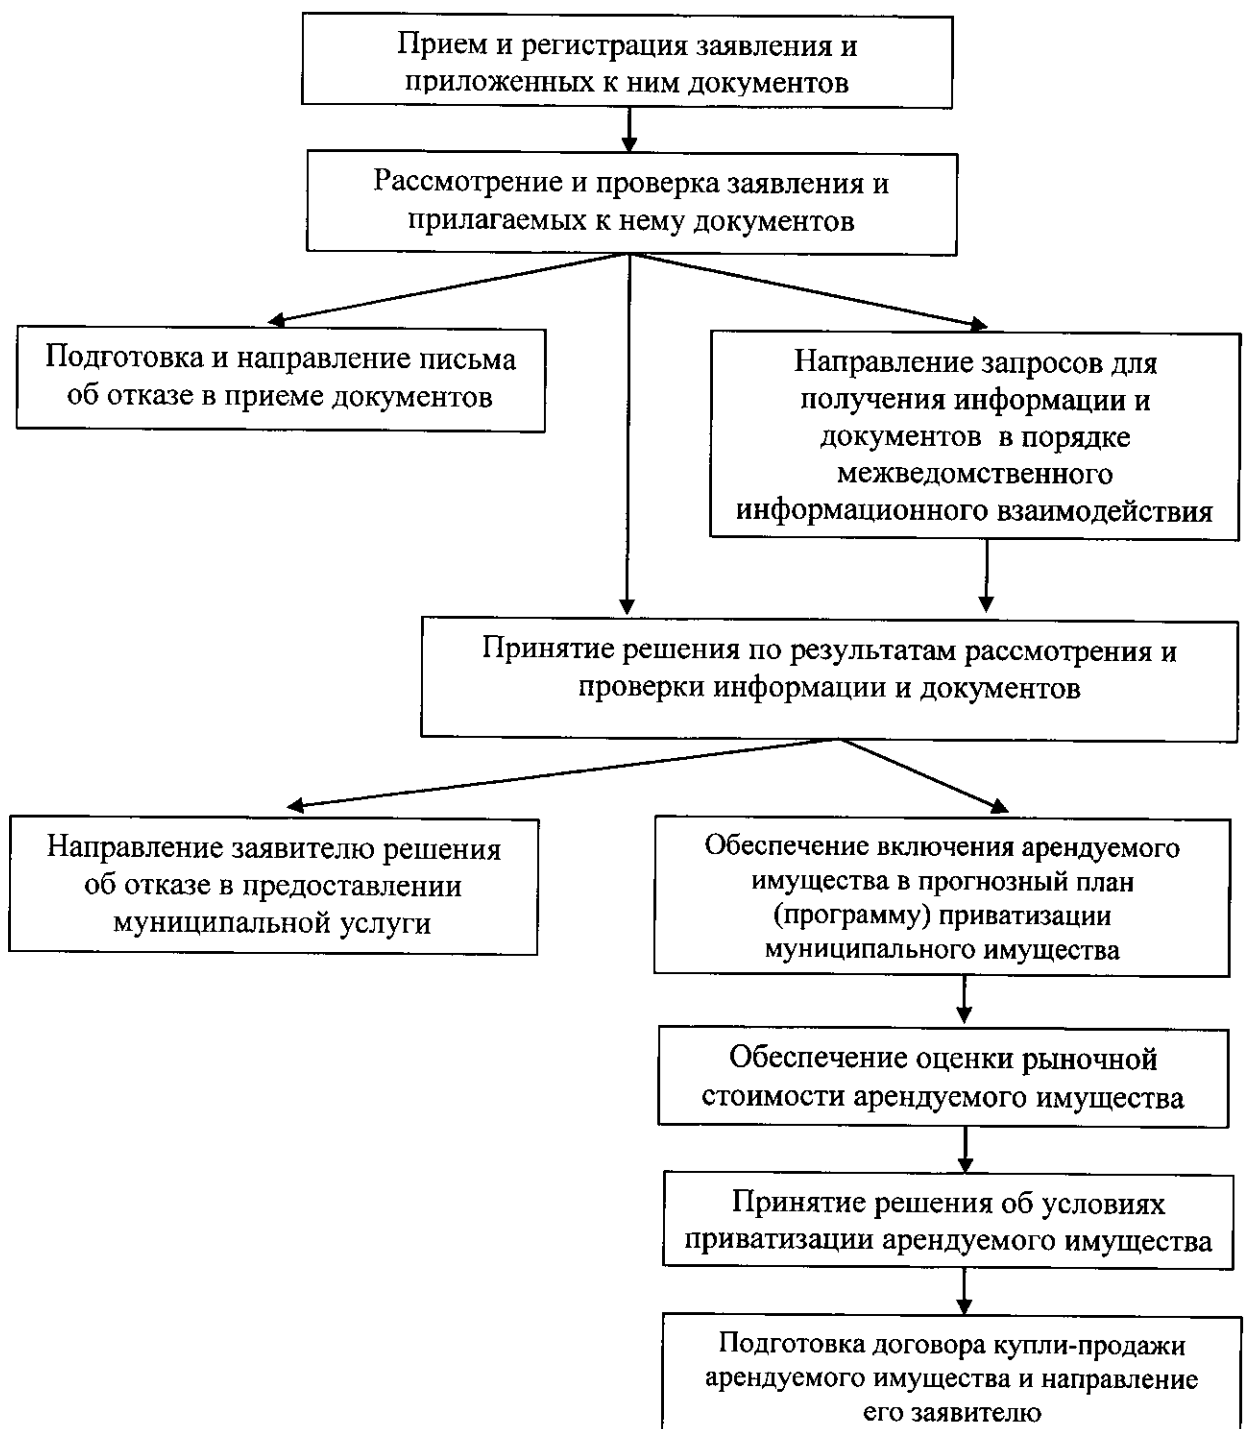 Прием и регистрация заявления и
приложенных к ним документов
Рассмотрение и проверка заявления и
прилагаемых к нему документов
Подготовка и направление письма
об отказе в приеме документов
Направление запросов для
получения информации и
документов в порядке
межведомственного
информационного взаимодействия
Принятие решения по результатам рассмотрения и
проверки информации и документов
Направление заявителю решения
об отказе в предоставлении
муниципальной услуги
Обеспечение включения арендуемого
имущества в прогнозный план
(программу) приватизации
муниципального имущества
Обеспечение оценки рыночной
стоимости арендуемого имущества
Принятие решения об условиях
приватизации арендуемого имущества
Подготовка договора купли-продажи
арендуемого имущества и направление
его заявителю